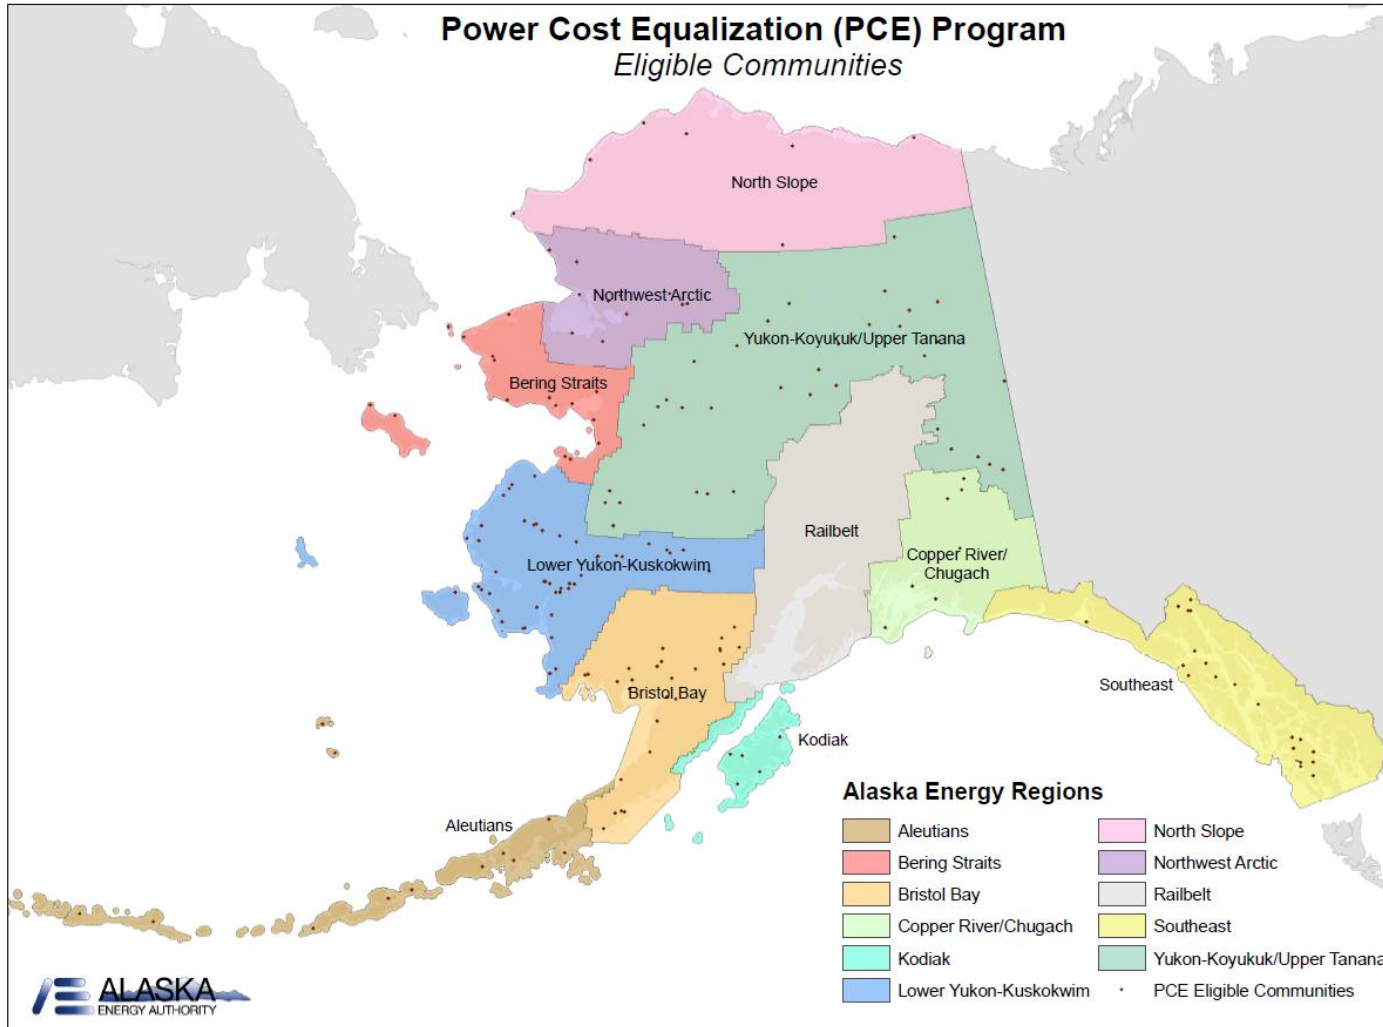 Power Cost Equalization (PCE) Program
Eligible Communities
North Slope
Northwest Arctic
Yukon-Koyukuk/Upper Tanana
Bering Straits
Railbelt
Copper River/
Chugach
Lower Yukon-Kuskokwim
Southeast
Bristol Bay
Kodiak
Aleutians
Alaska Energy Regions
Aleutians
Bering Straits
Bristol Bay
Copper River/Chugach
Kodiak
Lower Yukon-Kuskokwim
North Slope
Northwest Arctic
Railbelt
Southeast
Yukon-Koyukuk/Upper Tanana
PCE Eligible Communities
ALASKA
ENERGY AUTHORITY